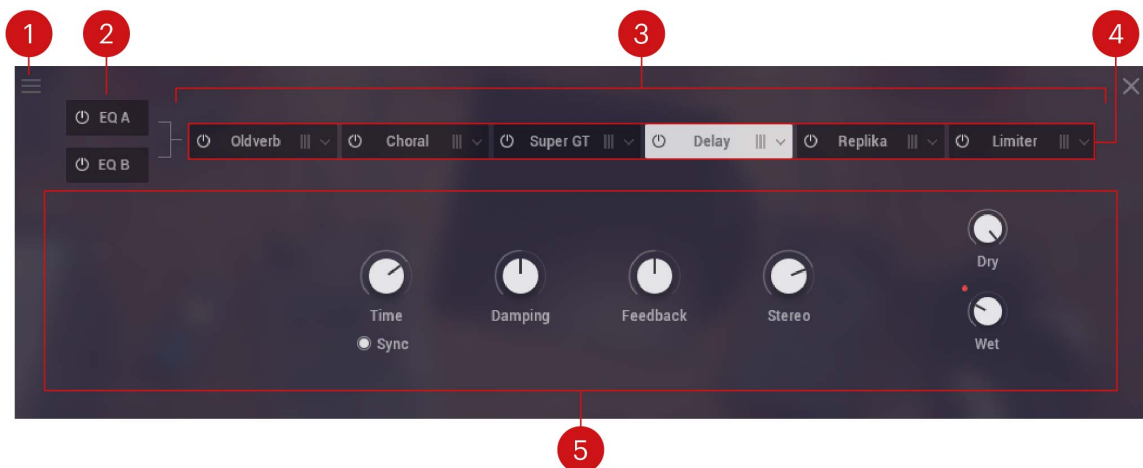 1 2 3 4
EQ A
Oldverb Choral Super GT Delay Replika Limiter
EQ B
Dry
Time Damping Feedback Stereo
Sync Wet
5